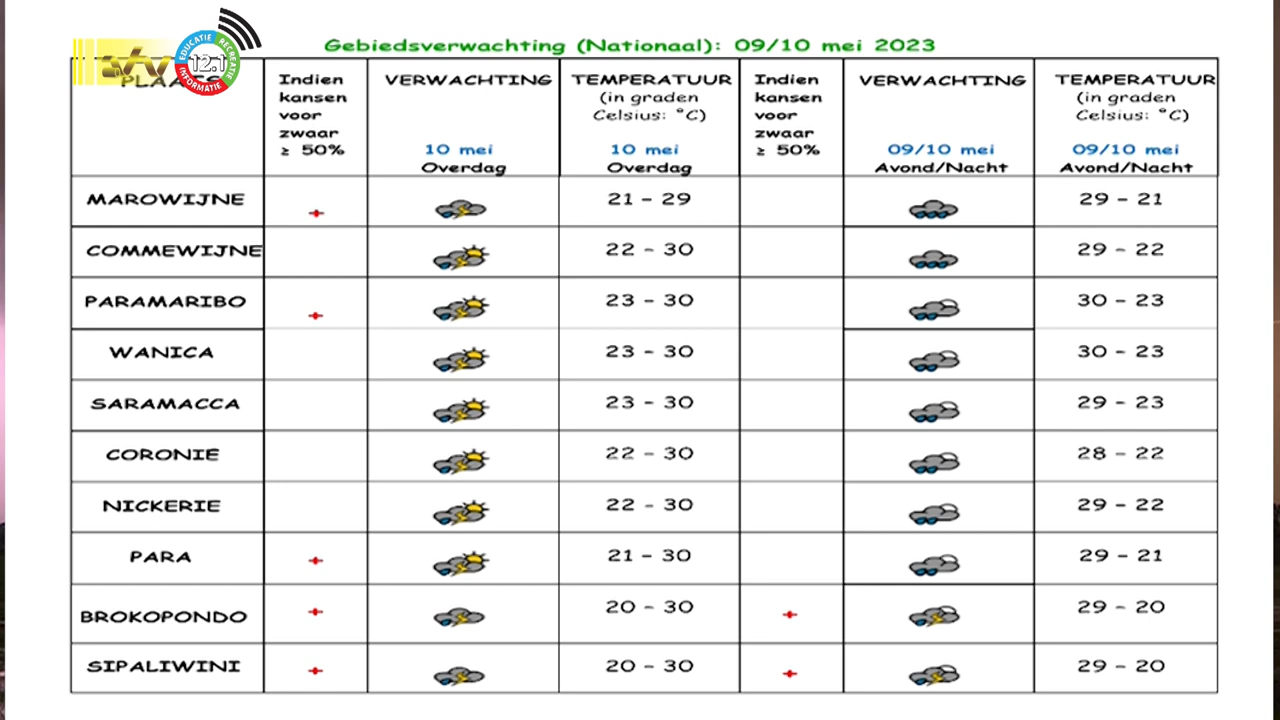 Gebiedsverwachting (Nationaal): 09/10 mei 2023
atv
12.1
EDUCATIE
RECREATIE
INFORMATIE
PLAATS
Indien
kansen
voor
zwaar
≥ 50%
VERWACHTING
10 mei
Overdag
TEMPERATUUR
(in graden
Celsius: °C)
10 mei
Overdag
Indien
kansen
voor
zwaar
≥ 50%
VERWACHTING
09/10 mei
Avond/Nacht
TEMPERATUUR
(in graden
Celsius: °C)
09/10 mei
Avond/Nacht
MAROWIJNE + 21 - 29 29 - 21
COMMEWIJNE 22 - 30 29 - 22
PARAMARIBO + 23 - 30 30 - 23
WANICA 23 - 30 30 - 23
SARAMACCA 23 - 30 29 - 23
CORONIE 22 - 30 28 - 22
NICKERIE 22 - 30 29 - 22
PARA + 21 - 30 29 - 21
BROKOPONDO + 20 - 30 + 29 - 20
SIPALIWINI + 20 - 30 + 29 - 20